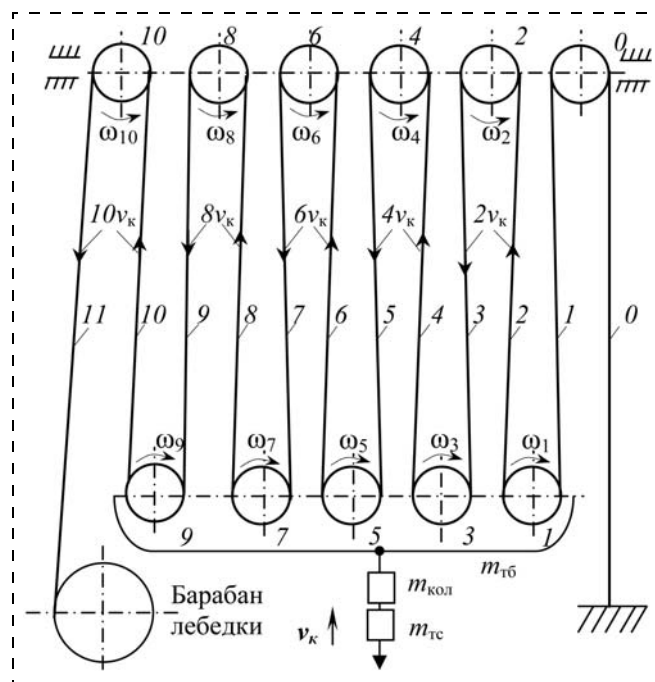 10 8 6 4 2 0
ω10 ω8 ω6 ω4 ω2
10vк 8vк 6vк 4vк 2vк
11 10 9 8 7 6 5 4 3 2 1 0
ω9 ω7 ω5 ω3 ω1
9 7 5 3 1
mтб
mкол
Барабан
лебедки
vк
mтс